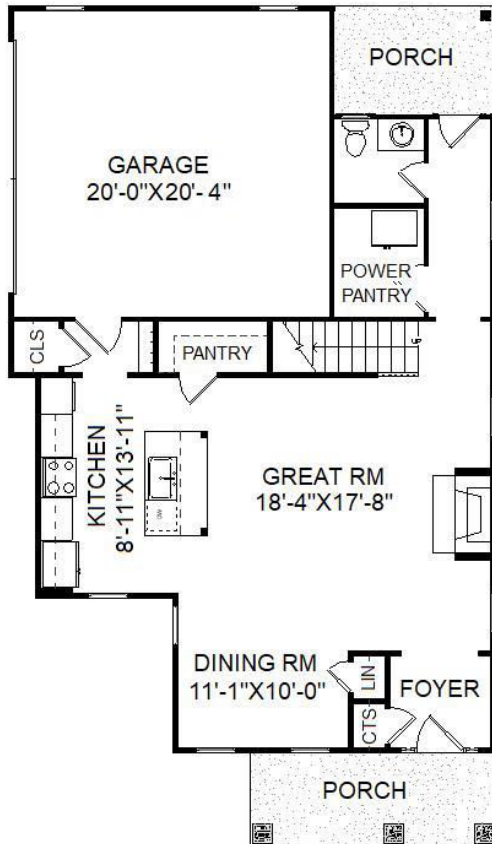 PORCH
GARAGE
20'-0"X20'- 4"
POWER
PANTRY
CLS
PANTRY
KITCHEN
8'-11"X13'-11"
GREAT RM
18'-4"X17'-8"
DINING RM
11'-1"X10'-0"
LIN
FOYER
CTS
PORCH